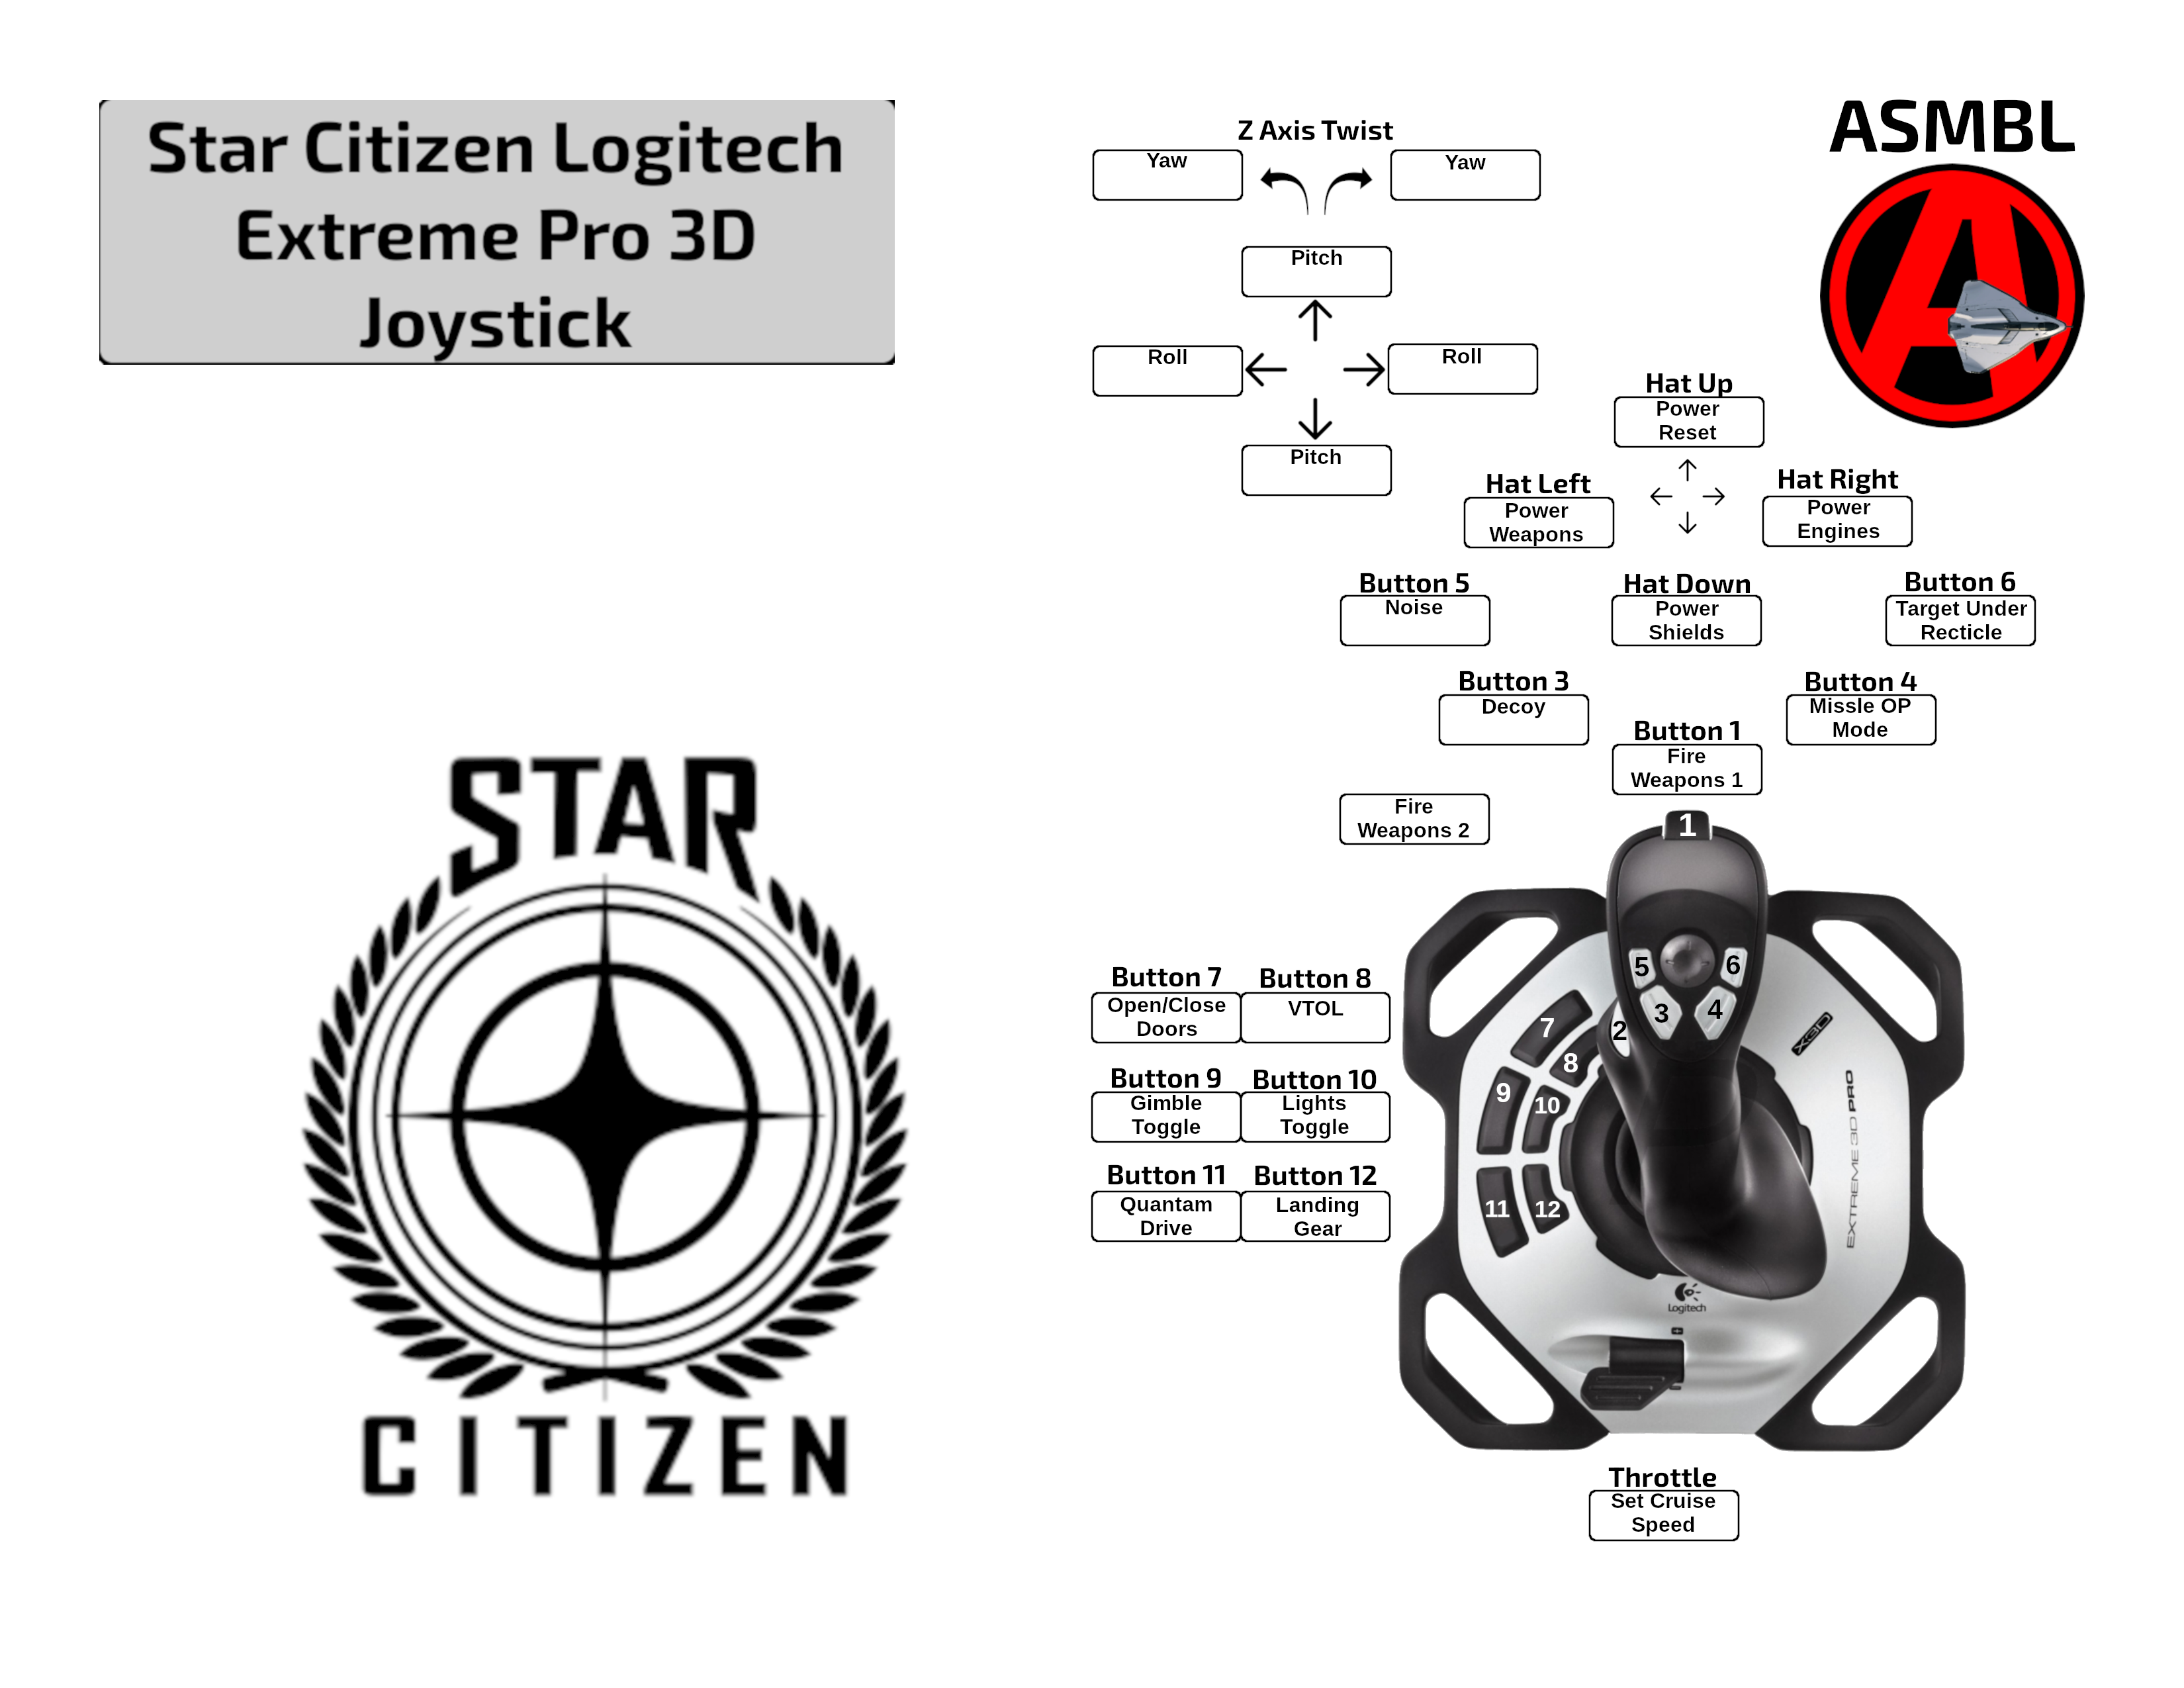 Star Citizen Logitech
Extreme Pro 3D
Joystick
ASMBL
Z Axis Twist
Yaw
Yaw
Pitch
Roll
Roll
Pitch
Hat Up
Power
Reset
Hat Left
Power
Weapons
Hat Right
Power
Engines
Button 5
Noise
Hat Down
Power
Shields
Button 6
Target Under
Recticle
Button 3
Decoy
Button 4
Missle OP
Mode
Button 1
Fire
Weapons 1
Fire
Weapons 2
STAR
CITIZEN
1
5
6
3
4
2
7
8
9
10
11
12
Button 7
Open/Close
Doors
Button 8
VTOL
Button 9
Gimble
Toggle
Button 10
Lights
Toggle
Button 11
Quantam
Drive
Button 12
Landing
Gear
EXTREME 3D PRO
Logitech
Throttle
Set Cruise
Speed